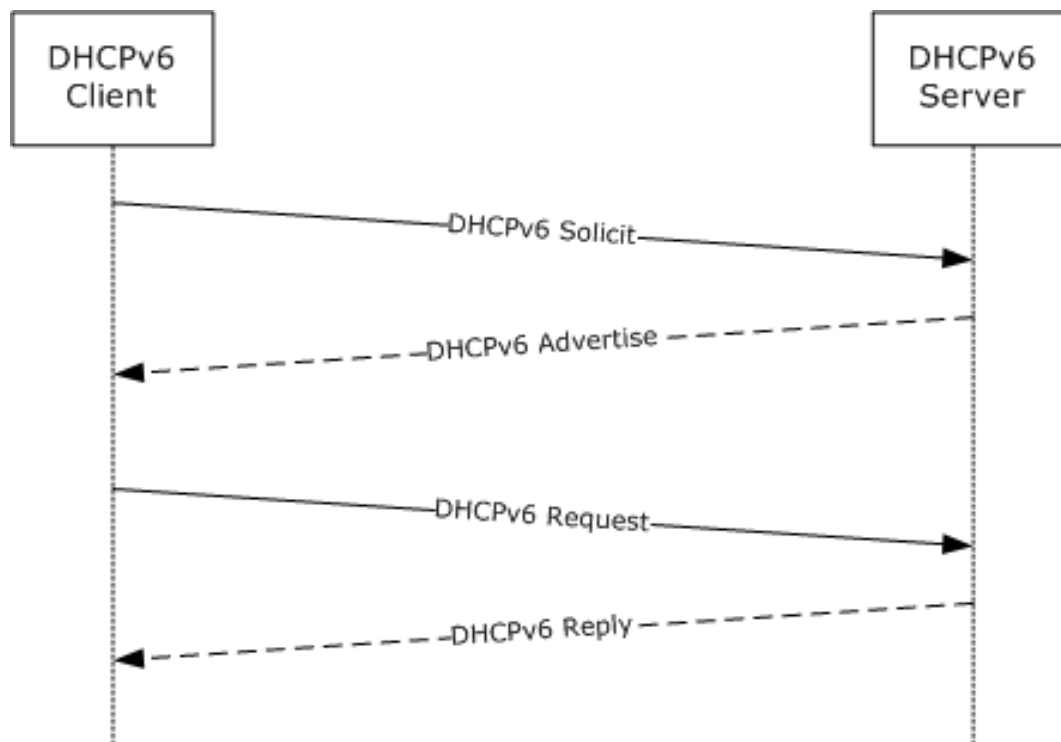 DHCPv6
Client
DHCPv6
Server
DHCPv6 Solicit
DHCPv6 Advertise
DHCPv6 Request
DHCPv6 Reply